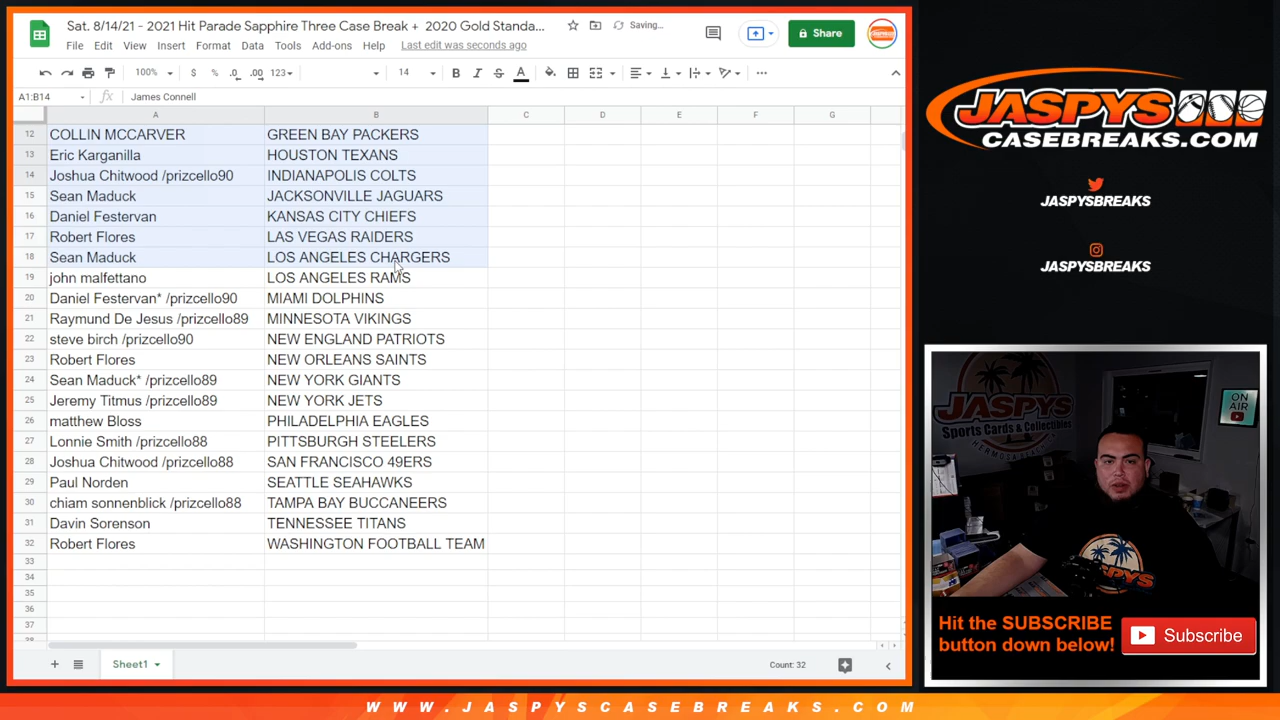 Sat. 8/14/21 - 2021 Hit Parade Sapphire Three Case Break + 2020 Gold Standa...
Saving...
File Edit View Insert Format Data Tools Add-ons Help Last edit was seconds ago
Share
100% $ % .0 .00 123 14 B I S A
A1:B14 fx James Connell
A B C D E F G
12 COLLIN MCCARVER GREEN BAY PACKERS
13 Eric Karganilla HOUSTON TEXANS
14 Joshua Chitwood /prizcello90 INDIANAPOLIS COLTS
15 Sean Maduck JACKSONVILLE JAGUARS
16 Daniel Festervan KANSAS CITY CHIEFS
17 Robert Flores LAS VEGAS RAIDERS
18 Sean Maduck LOS ANGELES CHARGERS
19 john malfettano LOS ANGELES RAMS
20 Daniel Festervan* /prizcello90 MIAMI DOLPHINS
21 Raymund De Jesus /prizcello89 MINNESOTA VIKINGS
22 steve birch /prizcello90 NEW ENGLAND PATRIOTS
23 Robert Flores NEW ORLEANS SAINTS
24 Sean Maduck* /prizcello89 NEW YORK GIANTS
25 Jeremy Titmus /prizcello89 NEW YORK JETS
26 matthew Bloss PHILADELPHIA EAGLES
27 Lonnie Smith /prizcello88 PITTSBURGH STEELERS
28 Joshua Chitwood /prizcello88 SAN FRANCISCO 49ERS
29 Paul Norden SEATTLE SEAHAWKS
30 chiam sonnenblick /prizcello88 TAMPA BAY BUCCANEERS
31 Davin Sorenson TENNESSEE TITANS
32 Robert Flores WASHINGTON FOOTBALL TEAM
33
34
35
36
37
38
Sheet1
Count: 32
JASPYS
CASEBREAKS.COM
JASPYSBREAKS
JASPYSBREAKS
JASPYS
Sports Cards & Collectibles
HERMOSA BEACH
ON
AIR
JASPYS
Hit the SUBSCRIBE
button down below!
Subscribe
WWW.JASPYSCASEBREAKS.COM